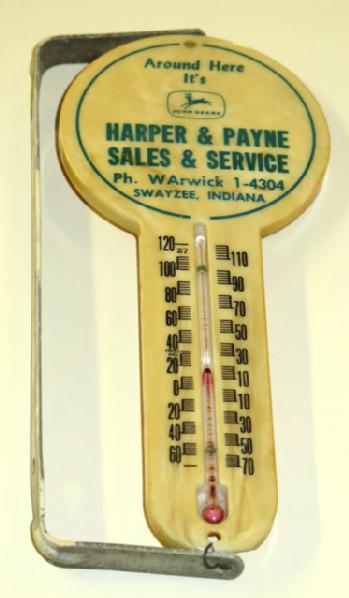 Around Here
It's
JOHN DEERE
HARPER & PAYNE
SALES & SERVICE
Ph. WArwick 1-4304
SWAYZEE, INDIANA
120
110
100
90
80
70
60
50
40
30
20
10
0
10
20
30
40
50
60
70